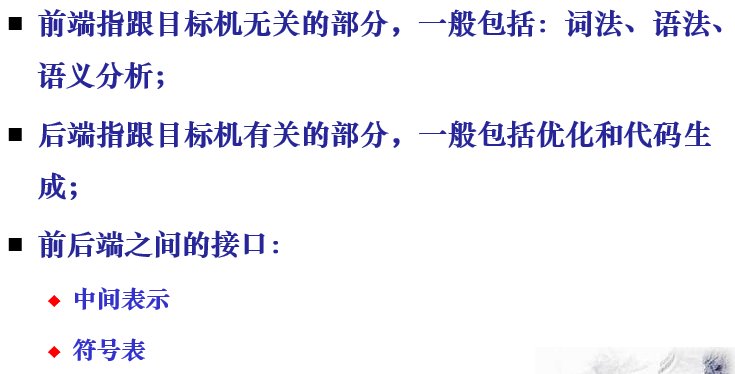 前端指跟目标机无关的部分，一般包括：词法、语法、
语义分析；
后端指跟目标机有关的部分，一般包括优化和代码生
成；
前后端之间的接口：
中间表示
符号表